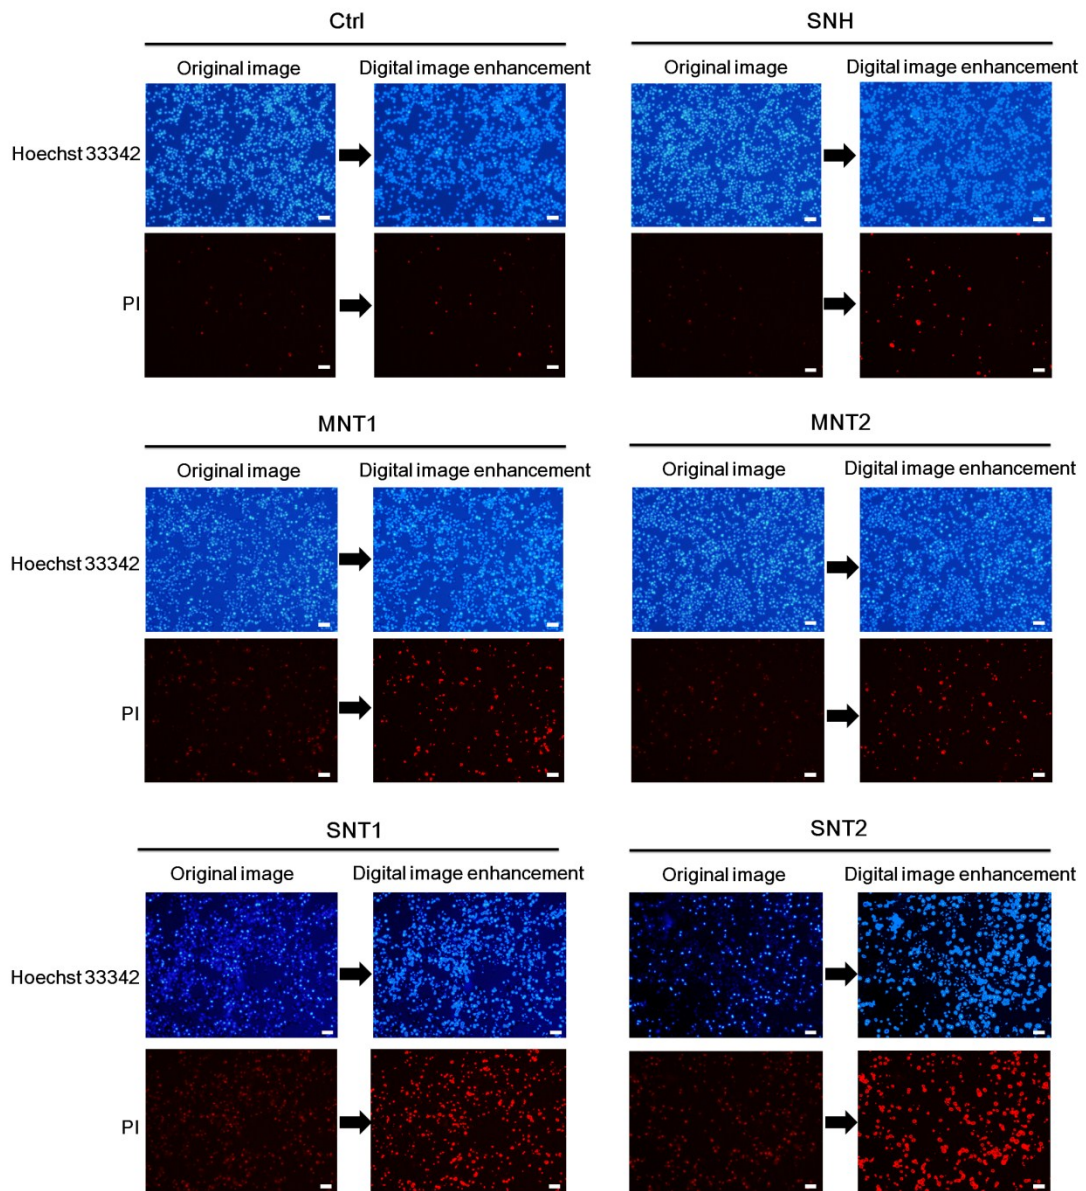 Ctrl
SNH
Original image
Digital image enhancement
Original image
Digital image enhancement
Hoechst 33342
PI
MNT1
MNT2
Original image
Digital image enhancement
Original image
Digital image enhancement
Hoechst 33342
PI
SNT1
SNT2
Original image
Digital image enhancement
Original image
Digital image enhancement
Hoechst 33342
PI